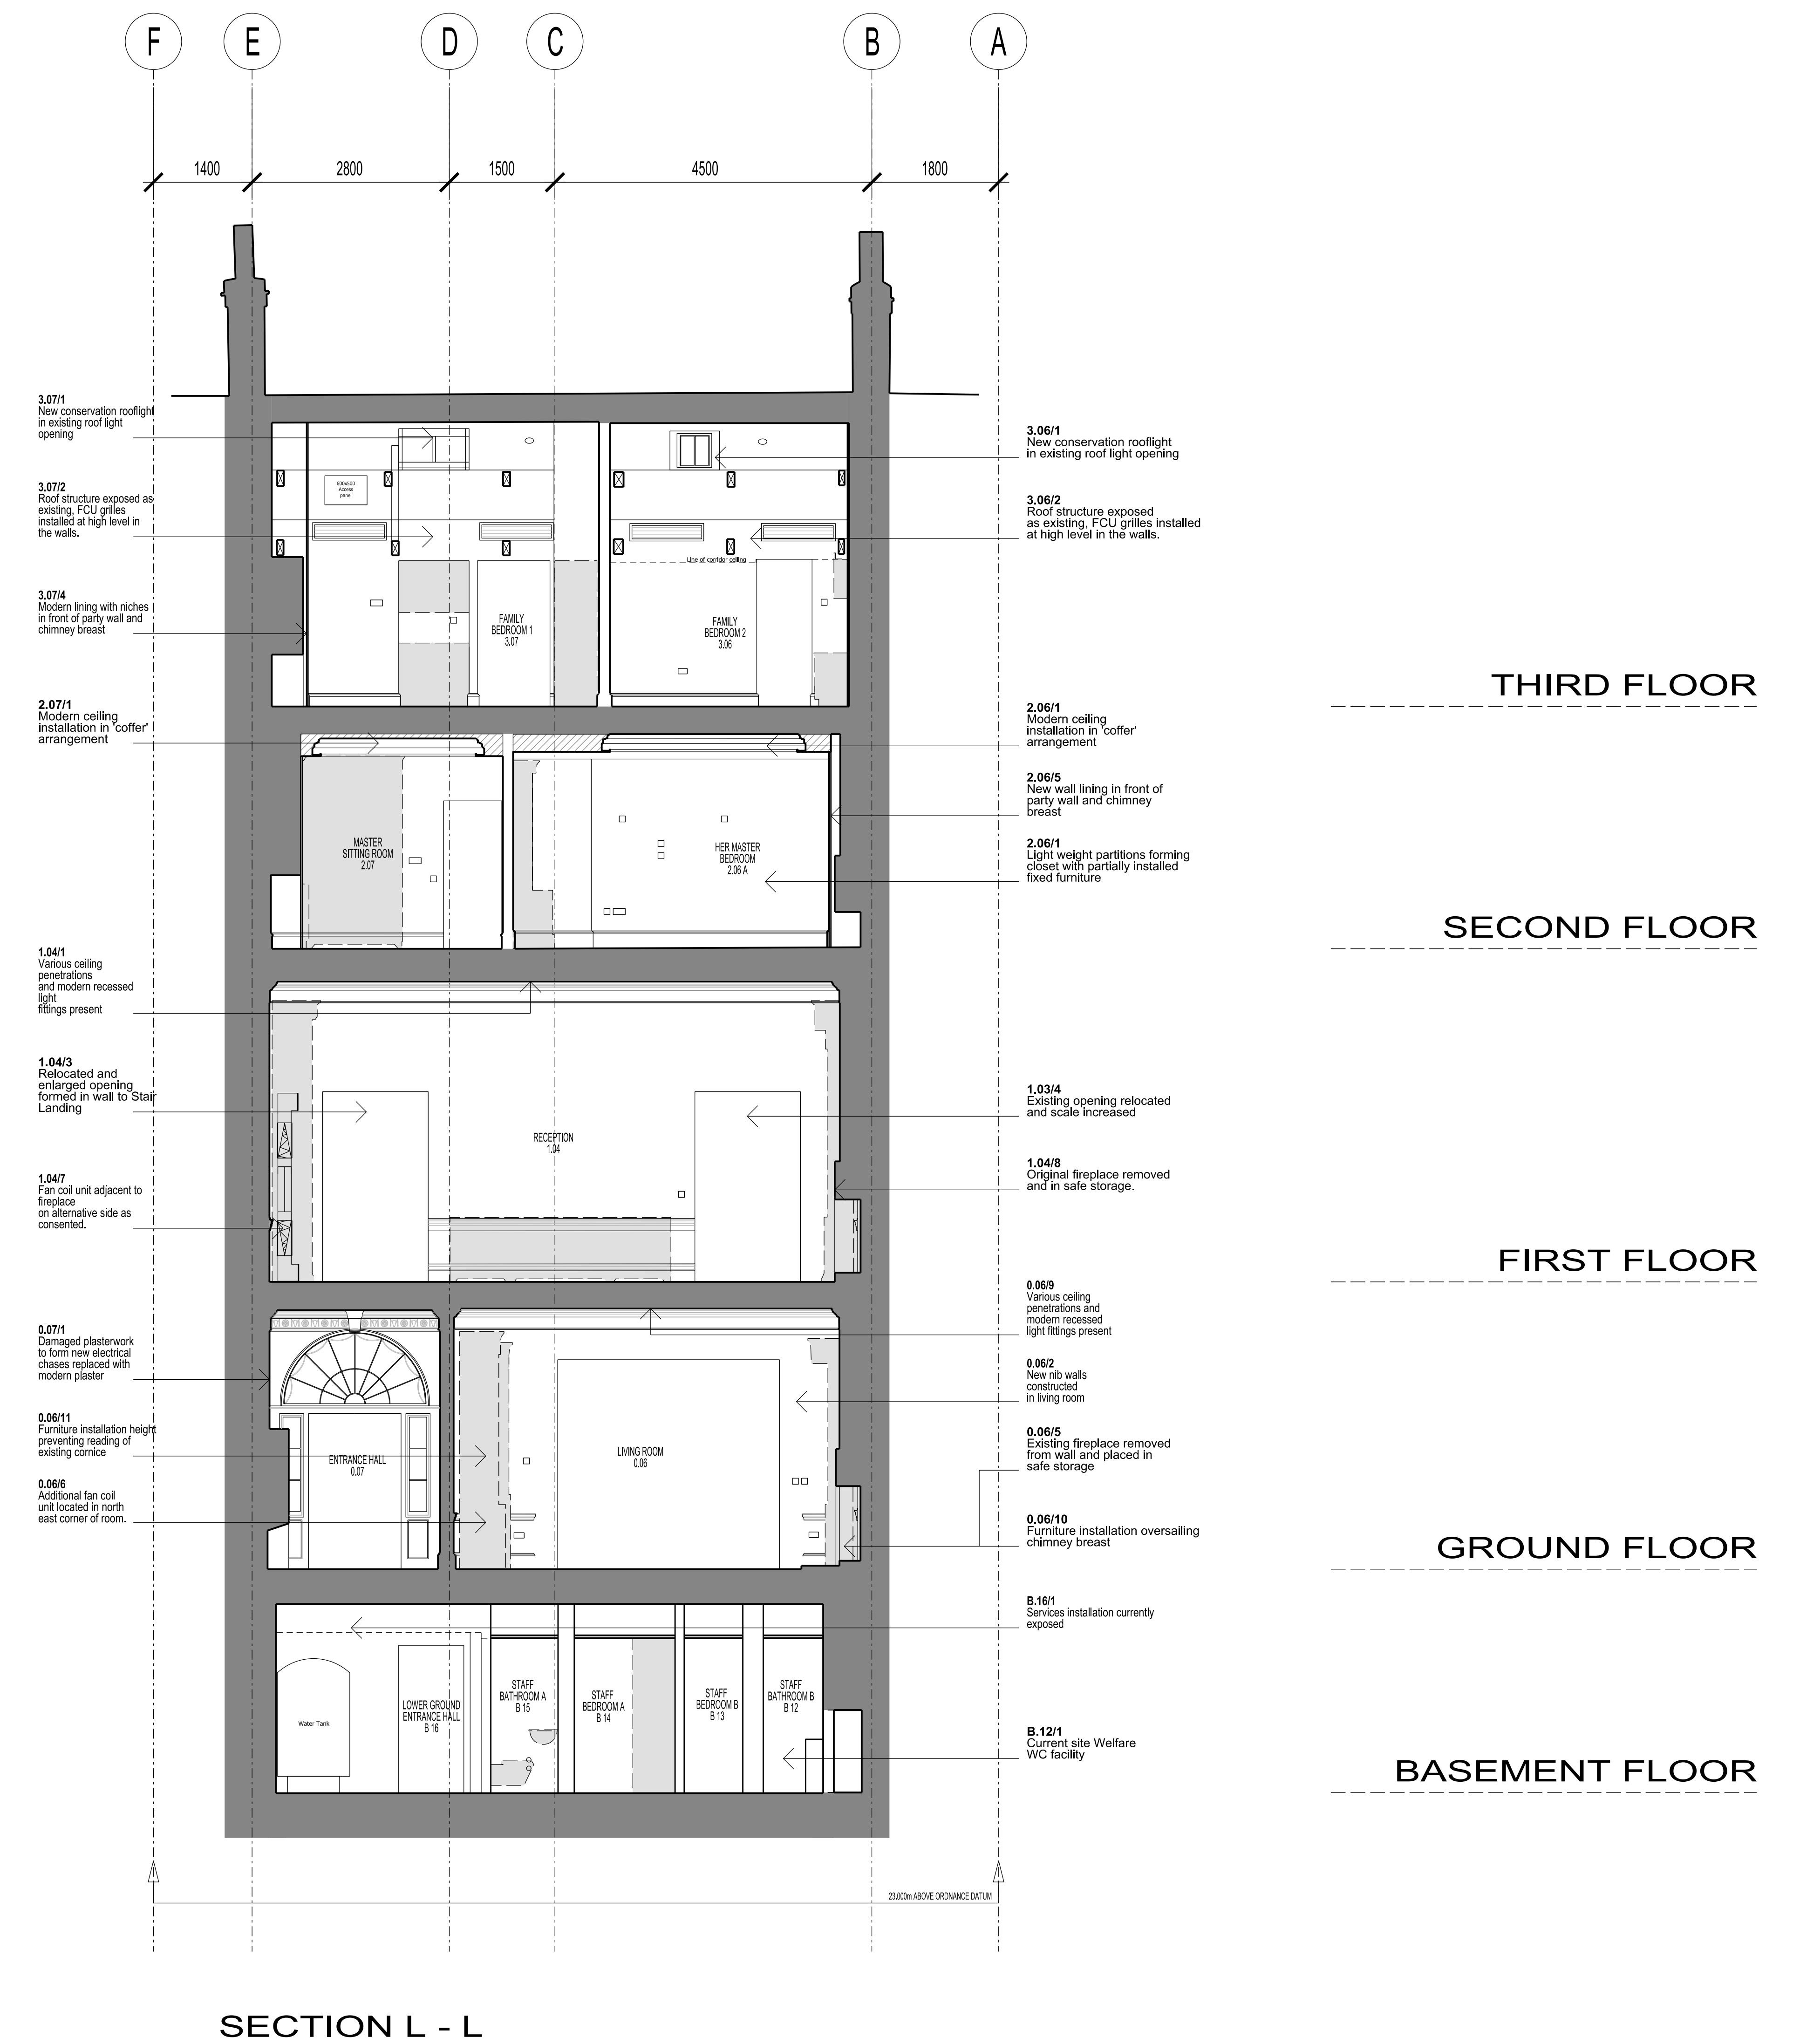 F
E
D
C
B
A
1400
2800
1500
4500
1800
3.07/1
New conservation rooflight
in existing roof light
opening
3.07/2
Roof structure exposed as
existing, FCU grilles
installed at high level in
the walls.
3.07/4
Modern lining with niches
in front of party wall and
chimney breast
2.07/1
Modern ceiling
installation in 'coffer'
arrangement
1.04/1
Various ceiling
penetrations
and modern recessed
light
fittings present
1.04/3
Relocated and
enlarged opening
formed in wall to Stair
Landing
1.04/7
Fan coil unit adjacent to
fireplace
on alternative side as
consented.
0.07/1
Damaged plasterwork
to form new electrical
chases replaced with
modern plaster
0.06/11
Furniture installation height
preventing reading of
existing cornice
0.06/6
Additional fan coil
unit located in north
east corner of room.
600x500
Access
panel
Line of corridor ceiling
FAMILY
BEDROOM 1
3.07
FAMILY
BEDROOM 2
3.06
MASTER
SITTING ROOM
2.07
HER MASTER
BEDROOM
2.06 A
RECEPTION
1.04
ENTRANCE HALL
0.07
LIVING ROOM
0.06
Water Tank
LOWER GROUND
ENTRANCE HALL
B 16
STAFF
BATHROOM A
B 15
STAFF
BEDROOM A
B 14
STAFF
BEDROOM B
B 13
STAFF
BATHROOM B
B 12
3.06/1
New conservation rooflight
in existing roof light opening
3.06/2
Roof structure exposed
as existing, FCU grilles installed
at high level in the walls.
2.06/1
Modern ceiling
installation in 'coffer'
arrangement
2.06/5
New wall lining in front of
party wall and chimney
breast
2.06/1
Light weight partitions forming
closet with partially installed
fixed furniture
1.03/4
Existing opening relocated
and scale increased
1.04/8
Original fireplace removed
and in safe storage.
0.06/9
Various ceiling
penetrations and
modern recessed
light fittings present
0.06/2
New nib walls
constructed
in living room
0.06/5
Existing fireplace removed
from wall and placed in
safe storage
0.06/10
Furniture installation oversailing
chimney breast
B.16/1
Services installation currently
exposed
B.12/1
Current site Welfare
WC facility
THIRD FLOOR
SECOND FLOOR
FIRST FLOOR
GROUND FLOOR
BASEMENT FLOOR
23.000m ABOVE ORDNANCE DATUM
SECTION L - L